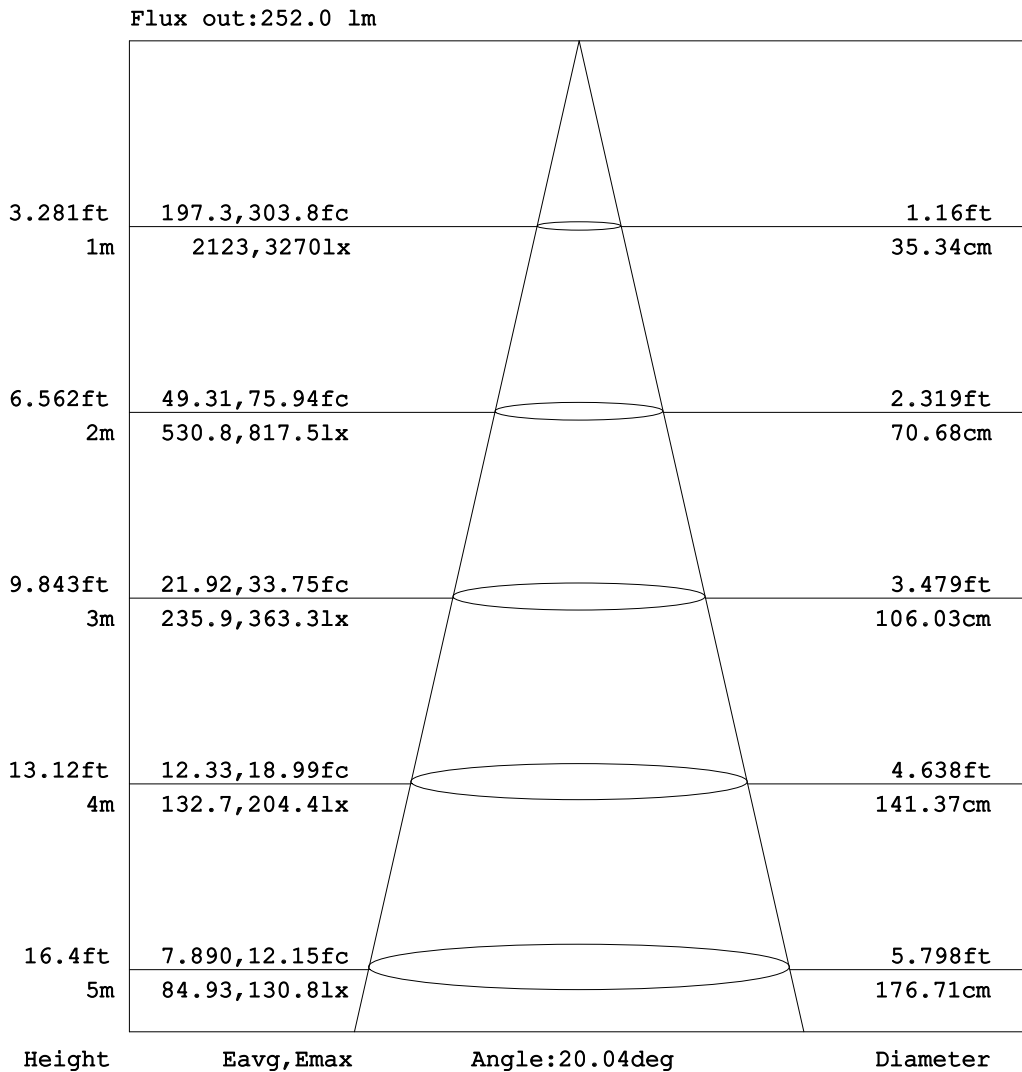 Flux out:252.0 lm
3.281ft 197.3,303.8fc 1.16ft
1m 2123,3270lx 35.34cm
6.562ft 49.31,75.94fc 2.319ft
2m 530.8,817.5lx 70.68cm
9.843ft 21.92,33.75fc 3.479ft
3m 235.9,363.3lx 106.03cm
13.12ft 12.33,18.99fc 4.638ft
4m 132.7,204.4lx 141.37cm
16.4ft 7.890,12.15fc 5.798ft
5m 84.93,130.8lx 176.71cm
Height Eavg,Emax Angle:20.04deg Diameter